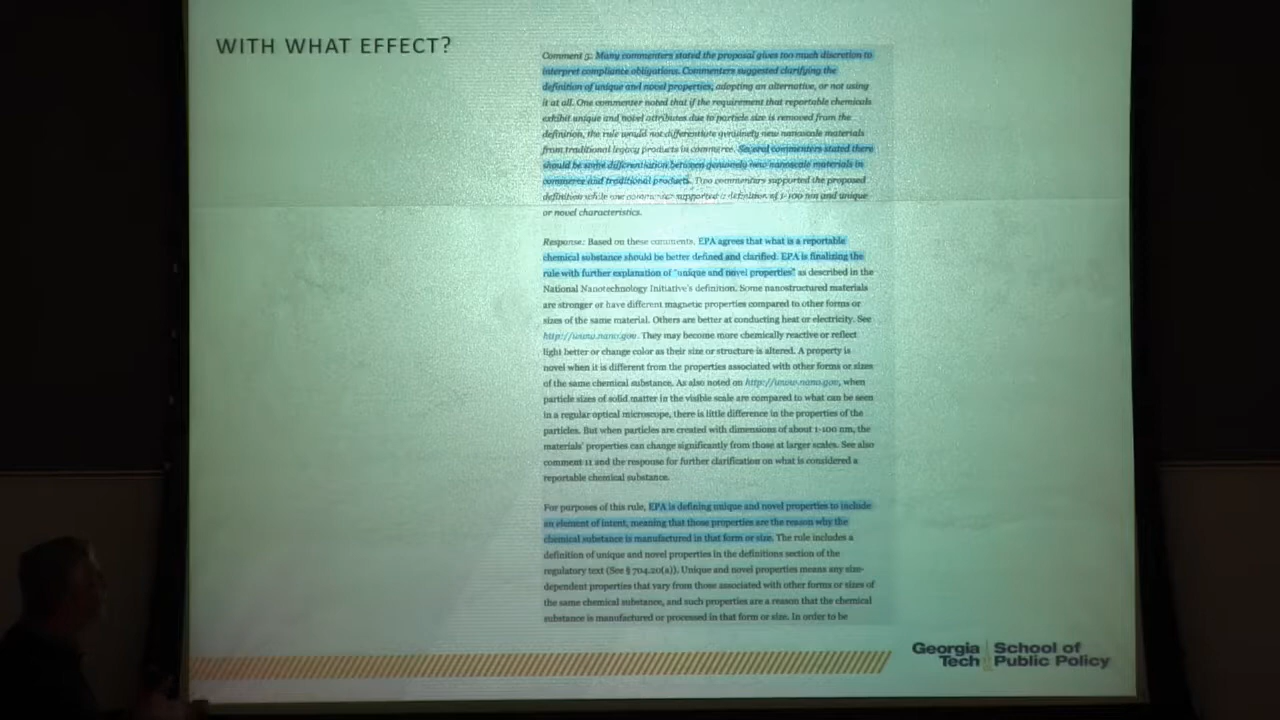 WITH WHAT EFFECT?
Comment 5: Many commenters stated the proposal gives too much discretion to
interpret compliance obligations. Commenters suggested clarifying the
definition of unique and novel properties, adopting an alternative, or not using
it at all. One commenter noted that if the requirement that reportable chemicals
exhibit unique and novel attributes due to particle size is removed from the
definition, the rule would not differentiate genuinely new nanoscale materials
from traditional legacy products in commerce. Several commenters stated there
should be some differentiation between genuinely new nanoscale materials in
commerce and traditional products. Two commenters supported the proposed
definition while one commenter supported a definition of 1-100 nm and unique
or novel characteristics.
Response: Based on these comments, EPA agrees that what is a reportable
chemical substance should be better defined and clarified. EPA is finalizing the
rule with further explanation of "unique and novel properties" as described in the
National Nanotechnology Initiative's definition. Some nanostructured materials
are stronger or have different magnetic properties compared to other forms or
sizes of the same material. Others are better at conducting heat or electricity. See
http://www.nano.gov. They may become more chemically reactive or reflect
light better or change color as their size or structure is altered. A property is
novel when it is different from the properties associated with other forms or sizes
of the same chemical substance. As also noted on http://www.nano.gov, when
particle sizes of solid matter in the visible scale are compared to what can be seen
in a regular optical microscope, there is little difference in the properties of the
particles. But when particles are created with dimensions of about 1-100 nm, the
materials' properties can change significantly from those at larger scales. See also
comment 11 and the response for further clarification on what is considered a
reportable chemical substance.
For purposes of this rule, EPA is defining unique and novel properties to include
an element of intent, meaning that those properties are the reason why the
chemical substance is manufactured in that form or size. The rule includes a
definition of unique and novel properties in the definitions section of the
regulatory text (See § 704.20(a)). Unique and novel properties means any size-
dependent properties that vary from those associated with other forms or sizes of
the same chemical substance, and such properties are a reason that the chemical
substance is manufactured or processed in that form or size. In order to be
Georgia Tech
School of Public Policy